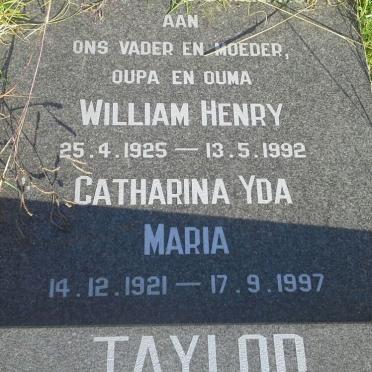 AAN
ONS VADER EN MOEDER,
OUPA EN OUMA
WILLIAM HENRY
25.4.1925 — 13.5.1992
CATHARINA YDA
MARIA
14.12.1921 — 17.9.1997
TAYLOR